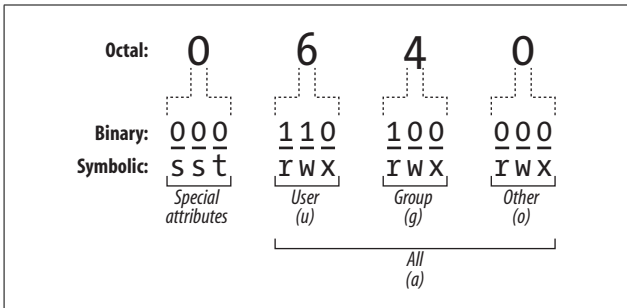 Octal: 0 6 4 0
Binary: 000 110 100 000
Symbolic: sst rwx rwx rwx
Special attributes User (u) Group (g) Other (o)
All
(a)